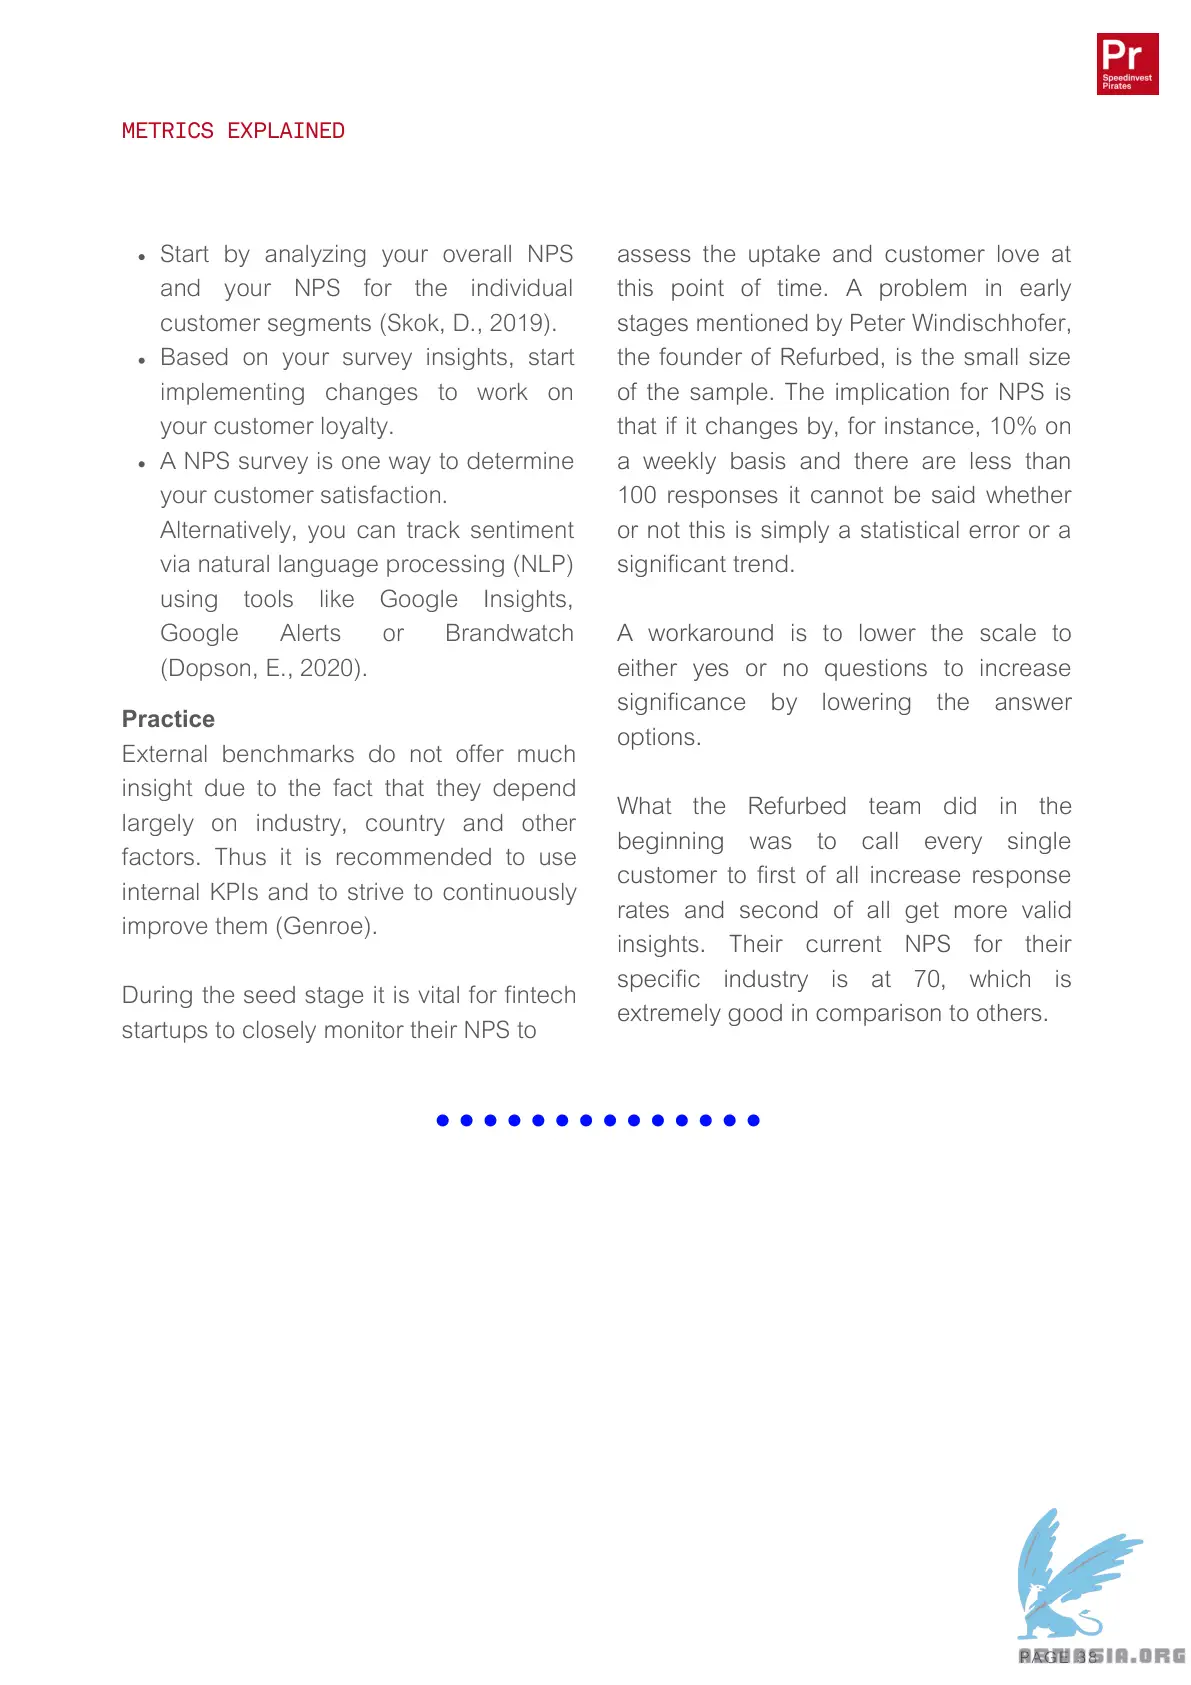 Pr
Speedinvest
Pirates
METRICS EXPLAINED
• Start by analyzing your overall NPS
and your NPS for the individual
customer segments (Skok, D., 2019).
• Based on your survey insights, start
implementing changes to work on
your customer loyalty.
• A NPS survey is one way to determine
your customer satisfaction.
Alternatively, you can track sentiment
via natural language processing (NLP)
using tools like Google Insights,
Google Alerts or Brandwatch
(Dopson, E., 2020).
Practice
External benchmarks do not offer much
insight due to the fact that they depend
largely on industry, country and other
factors. Thus it is recommended to use
internal KPIs and to strive to continuously
improve them (Genroe).
During the seed stage it is vital for fintech
startups to closely monitor their NPS to
assess the uptake and customer love at
this point of time. A problem in early
stages mentioned by Peter Windischhofer,
the founder of Refurbed, is the small size
of the sample. The implication for NPS is
that if it changes by, for instance, 10% on
a weekly basis and there are less than
100 responses it cannot be said whether
or not this is simply a statistical error or a
significant trend.
A workaround is to lower the scale to
either yes or no questions to increase
significance by lowering the answer
options.
What the Refurbed team did in the
beginning was to call every single
customer to first of all increase response
rates and second of all get more valid
insights. Their current NPS for their
specific industry is at 70, which is
extremely good in comparison to others.
PAGE 38